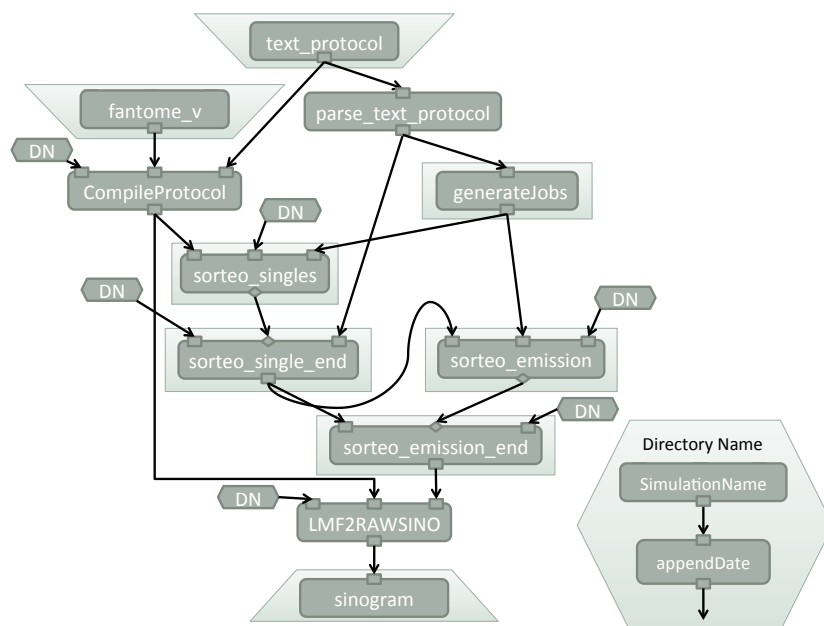 text_protocol
fantome_v
parse_text_protocol
DN
CompileProtocol
generateJobs
DN
sorteo_singles
DN
DN
sorteo_single_end
sorteo_emission
DN
sorteo_emission_end
Directory Name
SimulationName
DN
LMF2RAWSINO
appendDate
sinogram